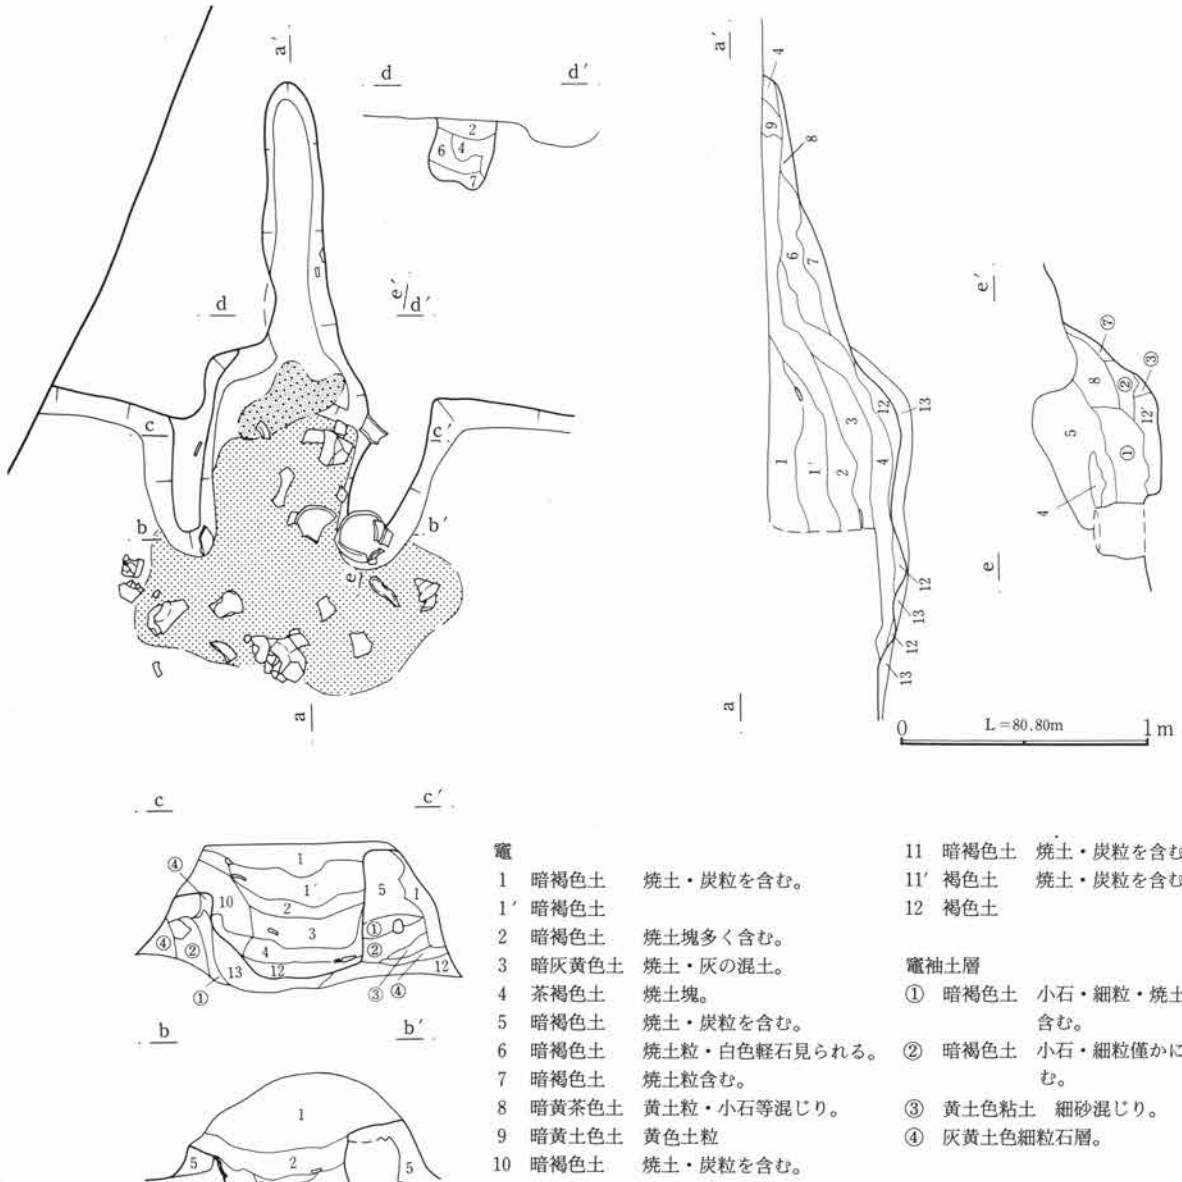 a′
d
d′
2
4
6
7
d
e′
d′
c
c′
b
b′
e
a
a′
4
9
8
6
7
12
13
3
1
1′
2
4
12
13
12
13
a
e′
⑦
③
8
②
12′
5
①
4
e
0 L=80.80m 1m
c
c′
④
1
1′
10
2
5
1
3
①
④
②
4
②
13
12
12
①
③
④
b
b′
1
5
2
5
竈
1 暗褐色土 焼土・炭粒を含む。
1′ 暗褐色土
2 暗褐色土 焼土塊多く含む。
3 暗灰黄色土 焼土・灰の混土。
4 茶褐色土 焼土塊。
5 暗褐色土 焼土・炭粒を含む。
6 暗褐色土 焼土粒・白色軽石見られる。
7 暗褐色土 焼土粒含む。
8 暗黄茶色土 黄土粒・小石等混じり。
9 暗黄土色土 黄色土粒
10 暗褐色土 焼土・炭粒を含む。
11 暗褐色土 焼土・炭粒を含む
11′ 褐色土 焼土・炭粒を含む
12 褐色土
竈袖土層
① 暗褐色土 小石・細粒・焼土
含む。
② 暗褐色土 小石・細粒僅かに
む。
③ 黄土色粘土 細砂混じり。
④ 灰黄土色細粒石層。